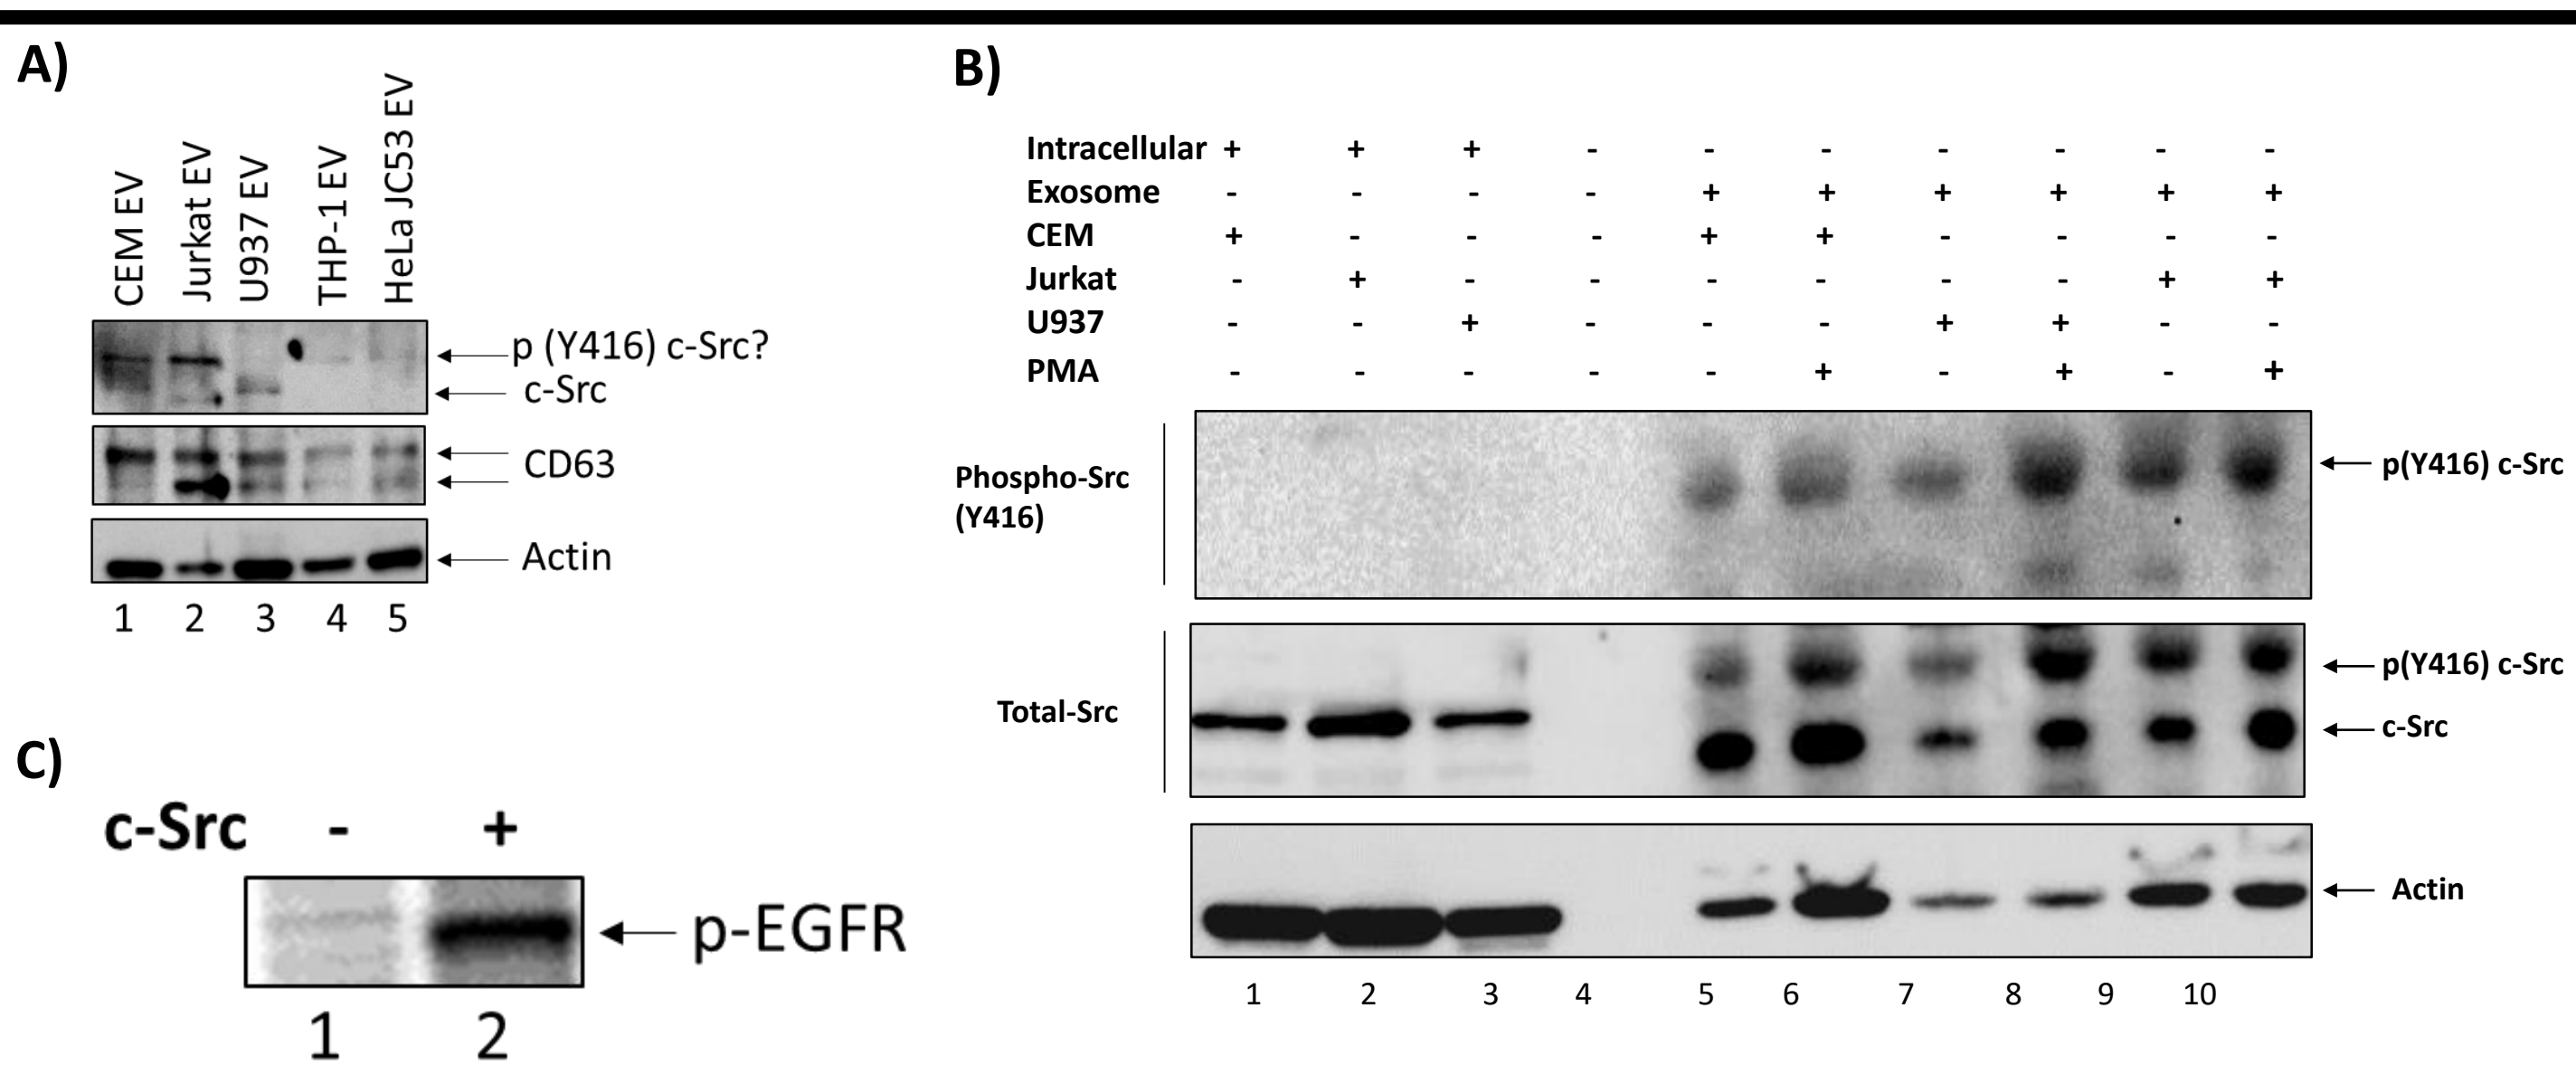 A)
CEM EV
Jurkat EV
U937 EV
THP-1 EV
HeLa JC53 EV
p (Y416) c-Src?
c-Src
CD63
Actin
1 2 3 4 5
B)
Intracellular + + + - - - - - - -
Exosome - - - - + + + + + +
CEM + - - - + + - - - -
Jurkat - + - - - - - - + +
U937 - - + - - - + + - -
PMA - - - - - + - + - +
Phospho-Src
(Y416)
p(Y416) c-Src
Total-Src
p(Y416) c-Src
c-Src
Actin
1 2 3 4 5 6 7 8 9 10
C)
c-Src - +
p-EGFR
1 2